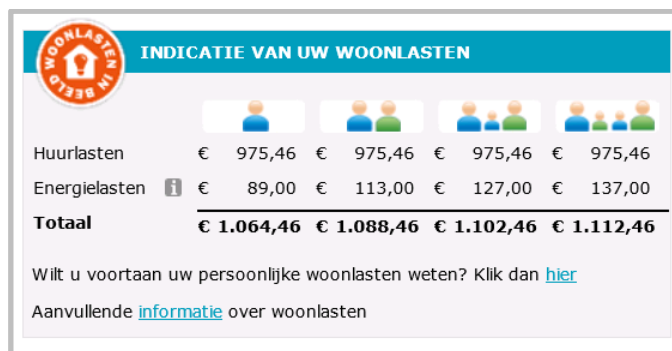 WOONLASTEN IN BEELD
INDICATIE VAN UW WOONLASTEN
Huurlasten € 975,46 € 975,46 € 975,46 € 975,46
Energielasten i € 89,00 € 113,00 € 127,00 € 137,00
Totaal € 1.064,46 € 1.088,46 € 1.102,46 € 1.112,46
Wilt u voortaan uw persoonlijke woonlasten weten? Klik dan hier
Aanvullende informatie over woonlasten